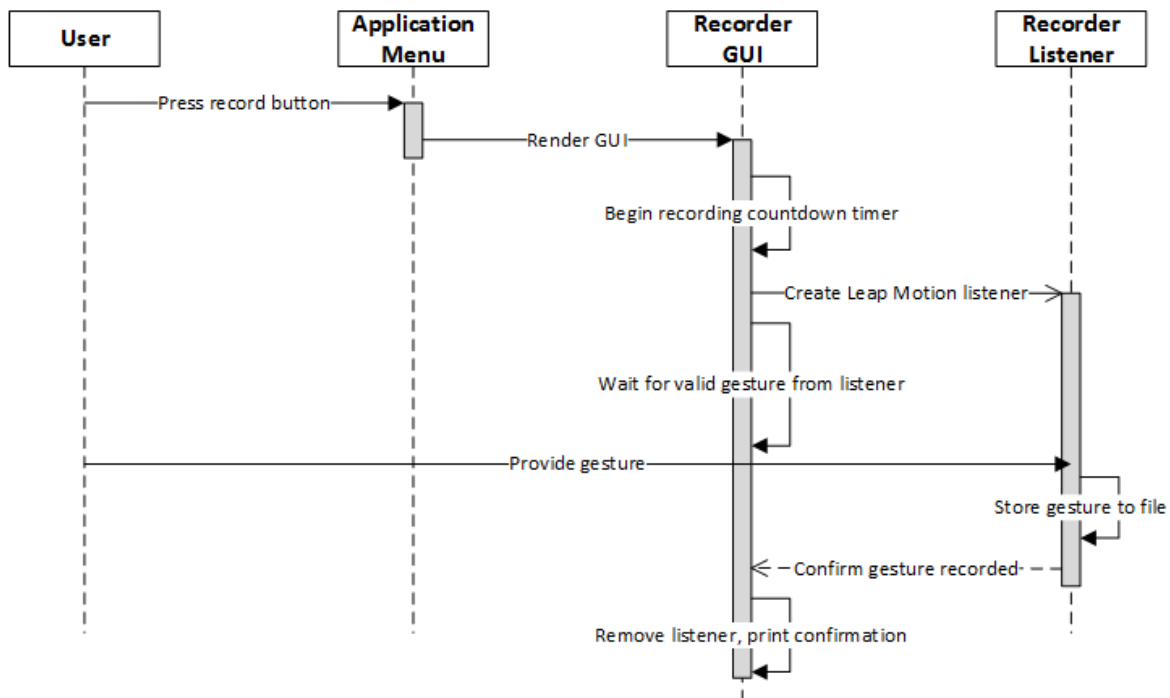 User
Application
Menu
Recorder
GUI
Recorder
Listener
Press record button
Render GUI
Begin recording countdown timer
Create Leap Motion listener
Wait for valid gesture from listener
Provide gesture
Store gesture to file
Confirm gesture recorded
Remove listener, print confirmation